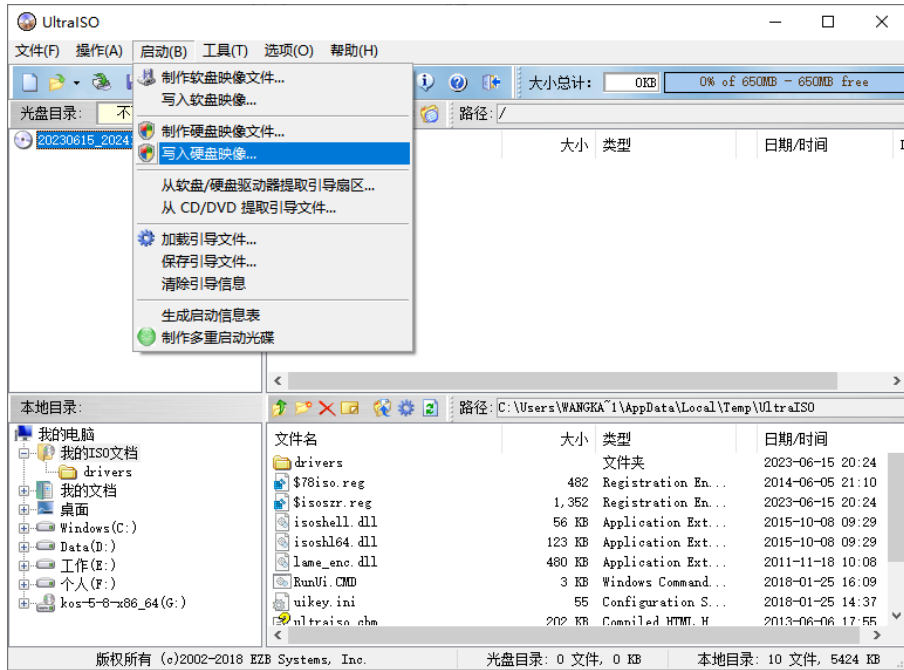 UltraISO
文件(F) 操作(A) 启动(B) 工具(T) 选项(O) 帮助(H)
大小总计: 0KB 0% of 650MB - 650MB free
光盘目录: 不 路径: /
20230615_2024 大小 类型 日期/时间
制作软盘映像文件...
写入软盘映像...
制作硬盘映像文件...
写入硬盘映像...
从软盘/硬盘驱动器提取引导扇区...
从 CD/DVD 提取引导文件...
加载引导文件...
保存引导文件...
清除引导信息
生成启动信息表
制作多重启动光碟
本地目录: 路径: C:\Users\WANGKA~1\AppData\Local\Temp\UltraISO
我的电脑
我的ISO文档
drivers
我的文档
桌面
Windows(C:)
Data(D:)
工作(E:)
个人(F:)
kos-5-8-x86_64(G:)
文件名 大小 类型 日期/时间
drivers 文件夹 2023-06-15 20:24
$78iso.reg 482 Registration En... 2014-06-05 21:10
$isoszr.reg 1,352 Registration En... 2023-06-15 20:24
isoshell.dll 56 KB Application Ext... 2015-10-08 09:29
isoshl64.dll 123 KB Application Ext... 2015-10-08 09:29
lame_enc.dll 480 KB Application Ext... 2011-11-18 10:08
RunUi.CMD 3 KB Windows Command... 2018-01-25 16:09
uikey.ini 55 Configuration S... 2018-01-25 14:37
ultraiso.chm 202 KB Compiled HTML H 2013-06-06 17:55
版权所有 (c)2002-2018 EZB Systems, Inc. 光盘目录: 0 文件, 0 KB 本地目录: 10 文件, 5424 KB